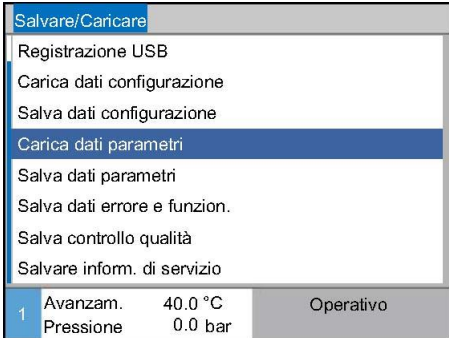 Salvare/Caricare
Registrazione USB
Carica dati configurazione
Salva dati configurazione
Carica dati parametri
Salva dati parametri
Salva dati errore e funzion.
Salva controllo qualità
Salvare inform. di servizio
1 Avanzam. 40.0 °C Operativo
Pressione 0.0 bar